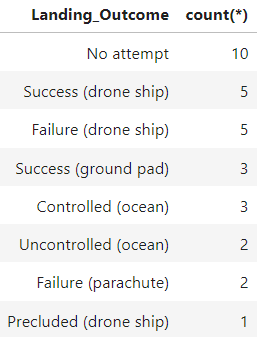 Landing_Outcome count(*)
No attempt 10
Success (drone ship) 5
Failure (drone ship) 5
Success (ground pad) 3
Controlled (ocean) 3
Uncontrolled (ocean) 2
Failure (parachute) 2
Precluded (drone ship) 1